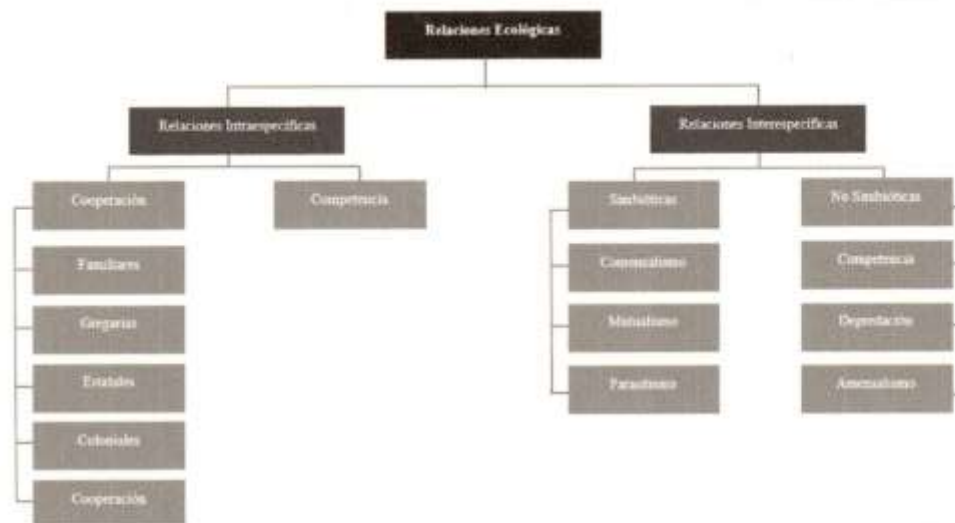 Relaciones Ecológicas
Relaciones Intraespecíficas
Relaciones Interespecíficas
Cooperación
Competencia
Simbióticas
No Simbióticas
Familiares
Comensalismo
Competencia
Gregarias
Mutualismo
Depredación
Estatales
Parasitismo
Amensalismo
Coloniales
Cooperación